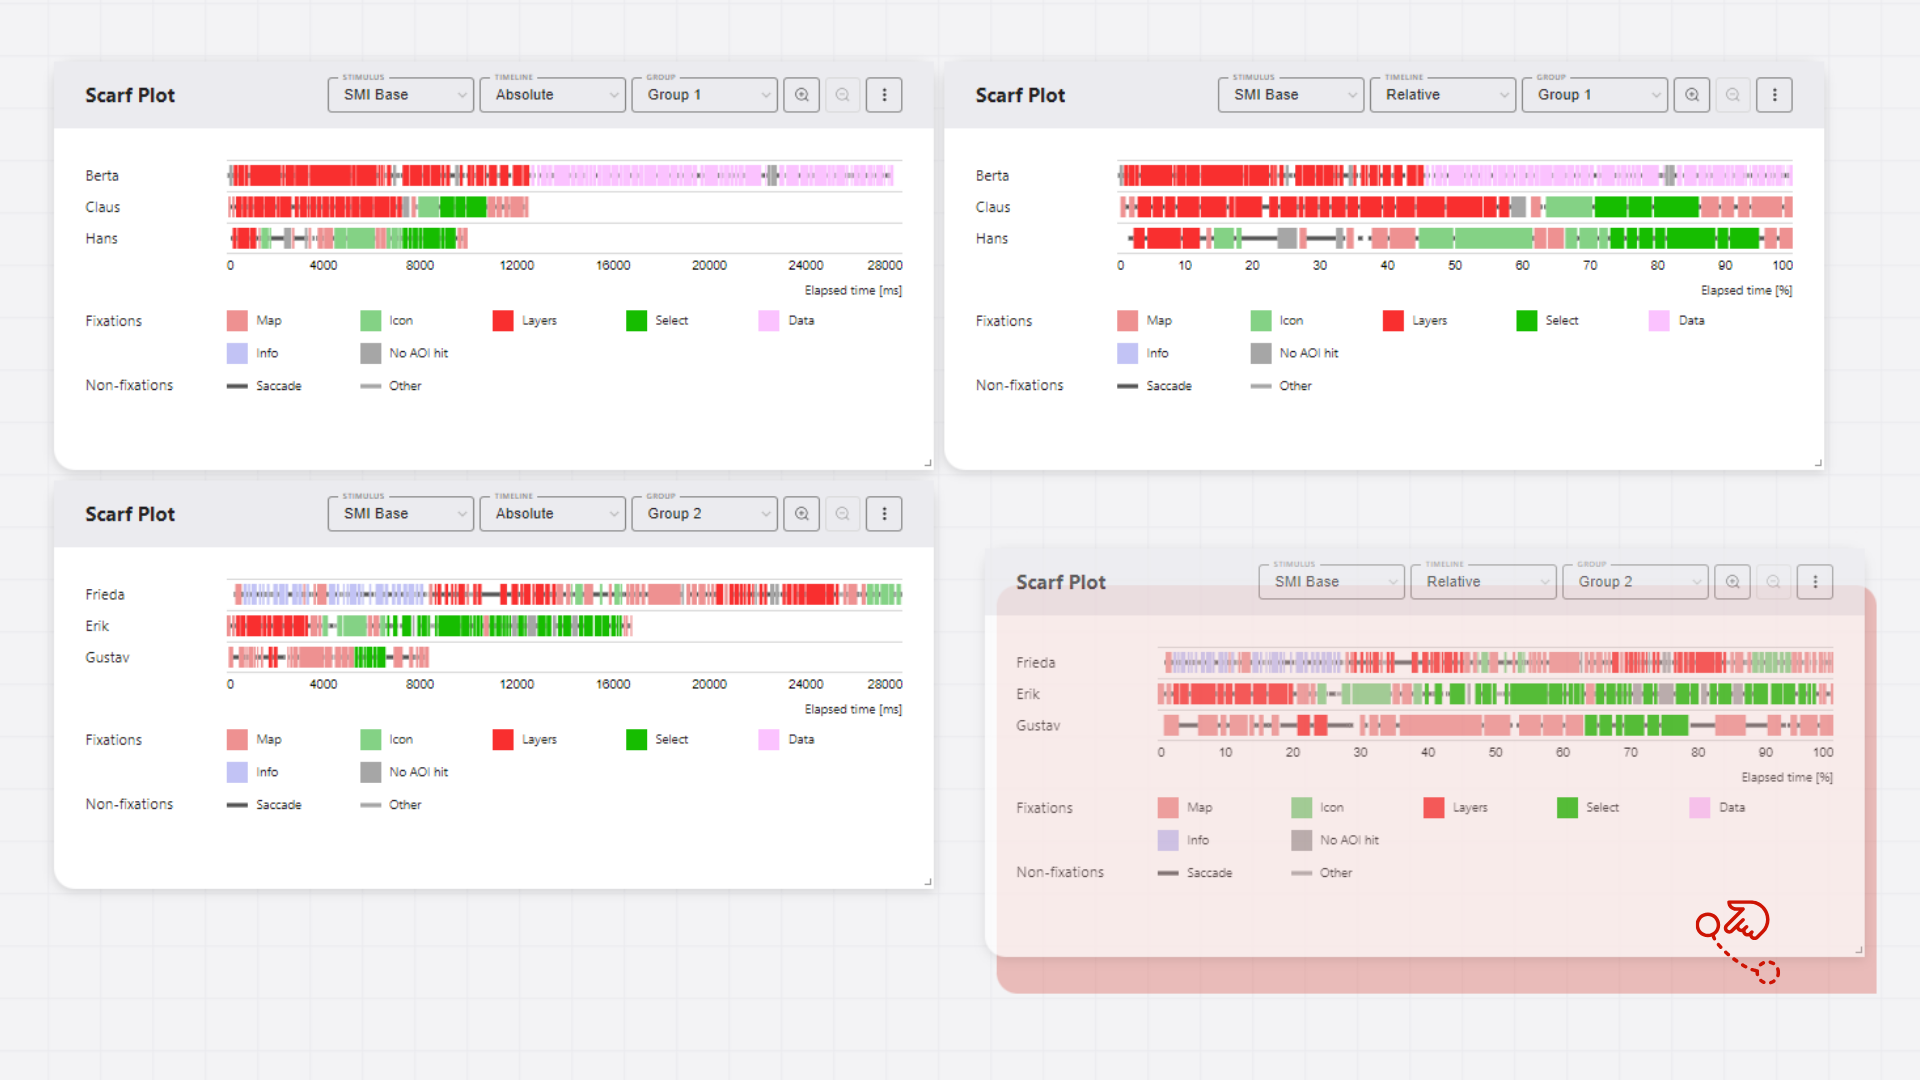 Scarf Plot
STIMULUS TIMELINE GROUP
SMI Base Absolute Group 1
Berta
Claus
Hans
0 4000 8000 12000 16000 20000 24000 28000
Elapsed time [ms]
Fixations Map Icon Layers Select Data
Info No AOI hit
Non-fixations Saccade Other
Scarf Plot
STIMULUS TIMELINE GROUP
SMI Base Relative Group 1
Berta
Claus
Hans
0 10 20 30 40 50 60 70 80 90 100
Elapsed time [%]
Fixations Map Icon Layers Select Data
Info No AOI hit
Non-fixations Saccade Other
Scarf Plot
STIMULUS TIMELINE GROUP
SMI Base Absolute Group 2
Frieda
Erik
Gustav
0 4000 8000 12000 16000 20000 24000 28000
Elapsed time [ms]
Fixations Map Icon Layers Select Data
Info No AOI hit
Non-fixations Saccade Other
Scarf Plot
STIMULUS TIMELINE GROUP
SMI Base Relative Group 2
Frieda
Erik
Gustav
0 10 20 30 40 50 60 70 80 90 100
Elapsed time [%]
Fixations Map Icon Layers Select Data
Info No AOI hit
Non-fixations Saccade Other